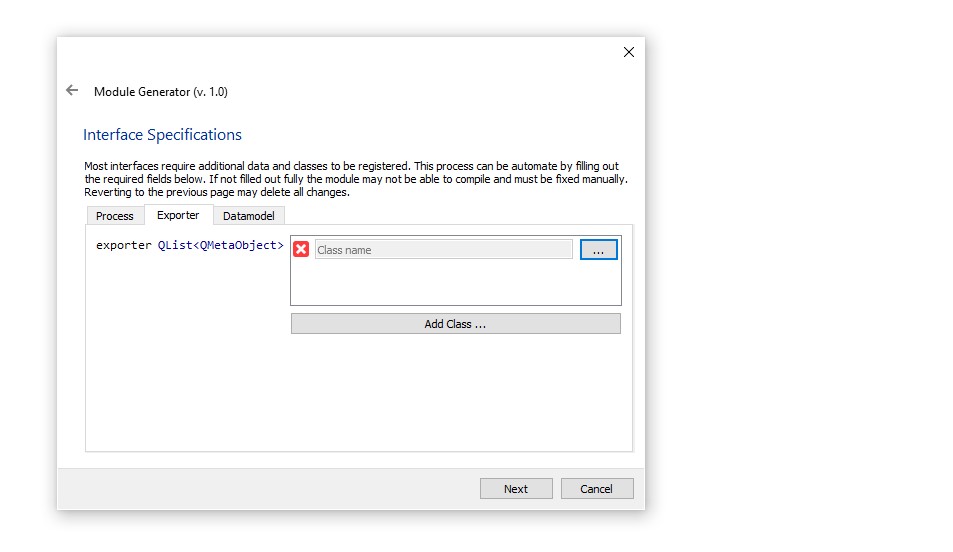 Module Generator (v. 1.0)
Interface Specifications
Most interfaces require additional data and classes to be registered. This process can be automate by filling out
the required fields below. If not filled out fully the module may not be able to compile and must be fixed manually.
Reverting to the previous page may delete all changes.
Process Exporter Datamodel
exporter QList<QMetaObject> Class name ...
Add Class ...
Next Cancel